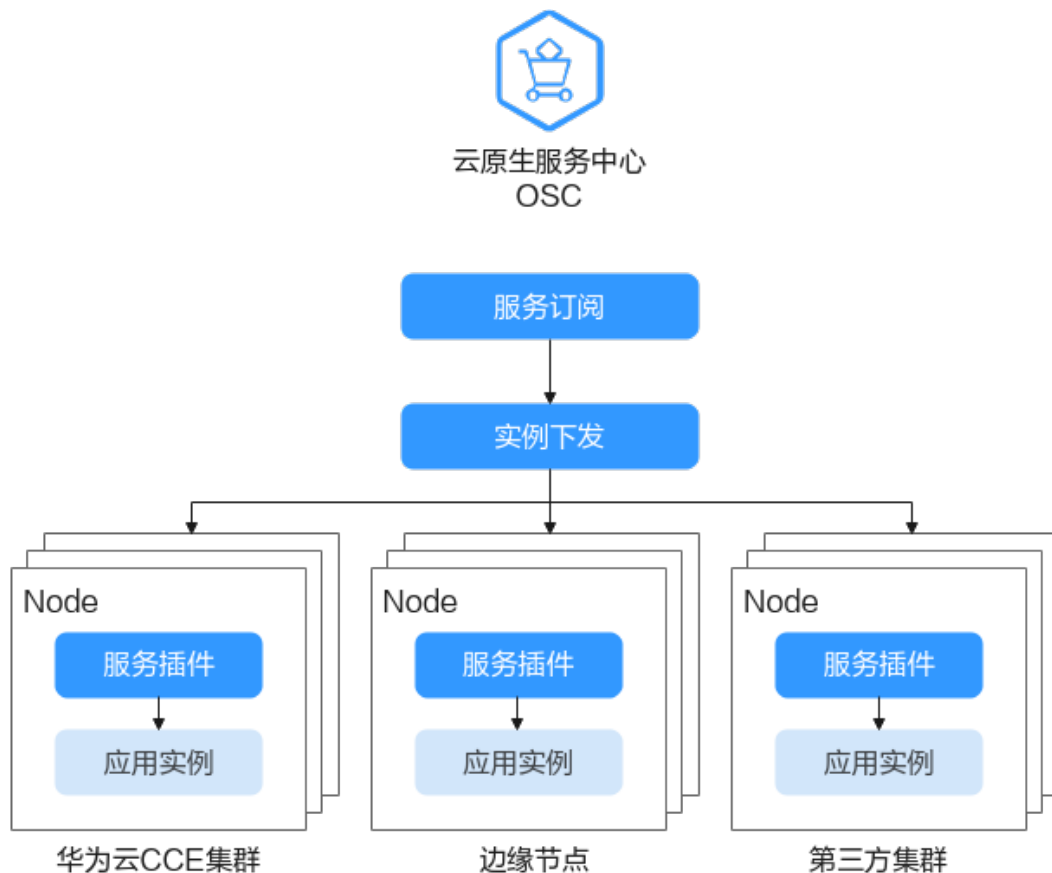 云原生服务中心
OSC
服务订阅
实例下发
Node
服务插件
应用实例
华为云CCE集群
Node
服务插件
应用实例
边缘节点
Node
服务插件
应用实例
第三方集群